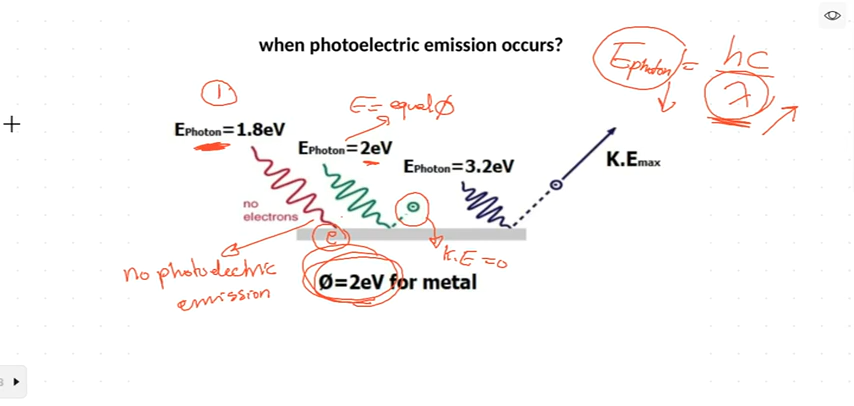 when photoelectric emission occurs?
Ephoton = hc
λ
1
E = equal Ø
EPhoton=1.8eV
EPhoton=2eV
EPhoton=3.2eV
K.Emax
no
electrons
e
K.E =0
no photoelectric
emission
Ø=2eV for metal